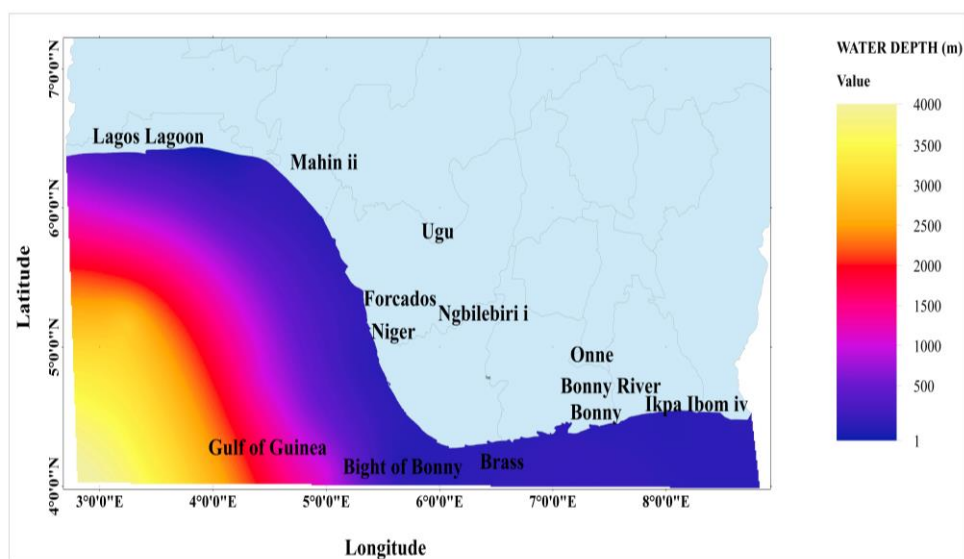 WATER DEPTH (m)
Value
4000
3500
3000
2500
2000
1500
1000
500
1
7°0'0"N
6°0'0"N
5°0'0"N
4°0'0"N
Latitude
Lagos Lagoon
Mahin ii
Ugu
Forcados
Ngbilebiri i
Niger
Onne
Bonny River
Bonny
Ikpa Ibom iv
Gulf of Guinea
Bight of Bonny
Brass
3°0'0"E
4°0'0"E
5°0'0"E
6°0'0"E
7°0'0"E
8°0'0"E
Longitude